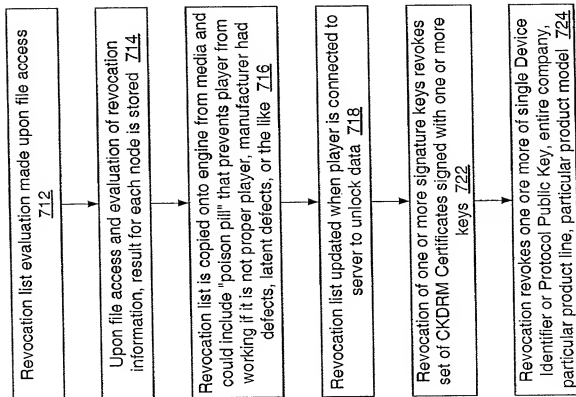 Revocation list evaluation made upon file access
712
Upon file access and evaluation of revocation
information, result for each node is stored 714
Revocation list is copied onto engine from media and
could include "poison pill" that prevents player from
working if it is not proper player, manufacturer had
defects, latent defects, or the like 716
Revocation list updated when player is connected to
server to unlock data 718
Revocation of one or more signature keys revokes
set of CKDRM Certificates signed with one or more
keys 722
Revocation revokes one ore more of single Device
Identifier or Protocol Public Key, entire company,
particular product line, particular product model 724